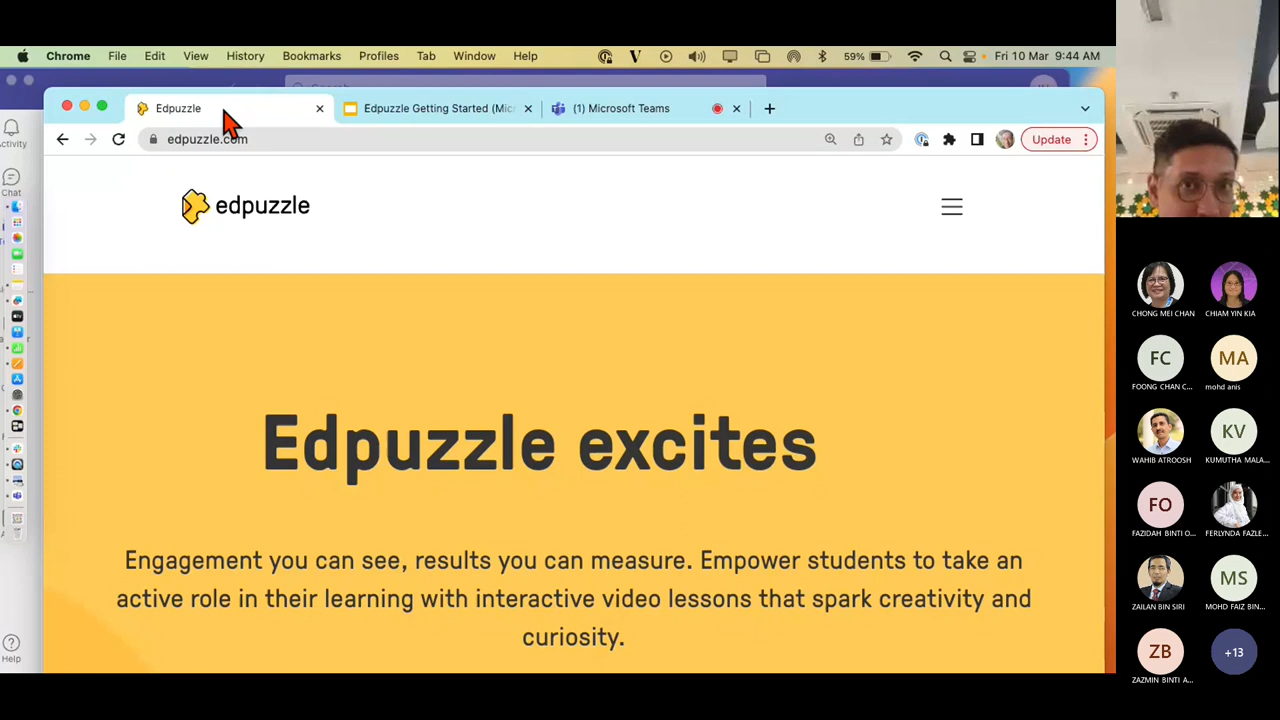 Chrome File Edit View History Bookmarks Profiles Tab Window Help 59% Fri 10 Mar 9:44 AM
Edpuzzle
Edpuzzle Getting Started (Mic
(1) Microsoft Teams
edpuzzle.com
Update
edpuzzle
Edpuzzle excites
Engagement you can see, results you can measure. Empower students to take an
active role in their learning with interactive video lessons that spark creativity and
curiosity.
Chat
Help
CHONG MEI CHAN
CHIAM YIN KIA
FC
FOONG CHAN C...
MA
mohd anis
WAHIB ATROOSH
KV
KUMUTHA MALA...
FO
FAZIDAH BINTI O...
FERLYNDA FAZLE...
ZAILAN BIN SIRI
MS
MOHD FAIZ BIN...
ZB
ZAZMIN BINTI A...
+13